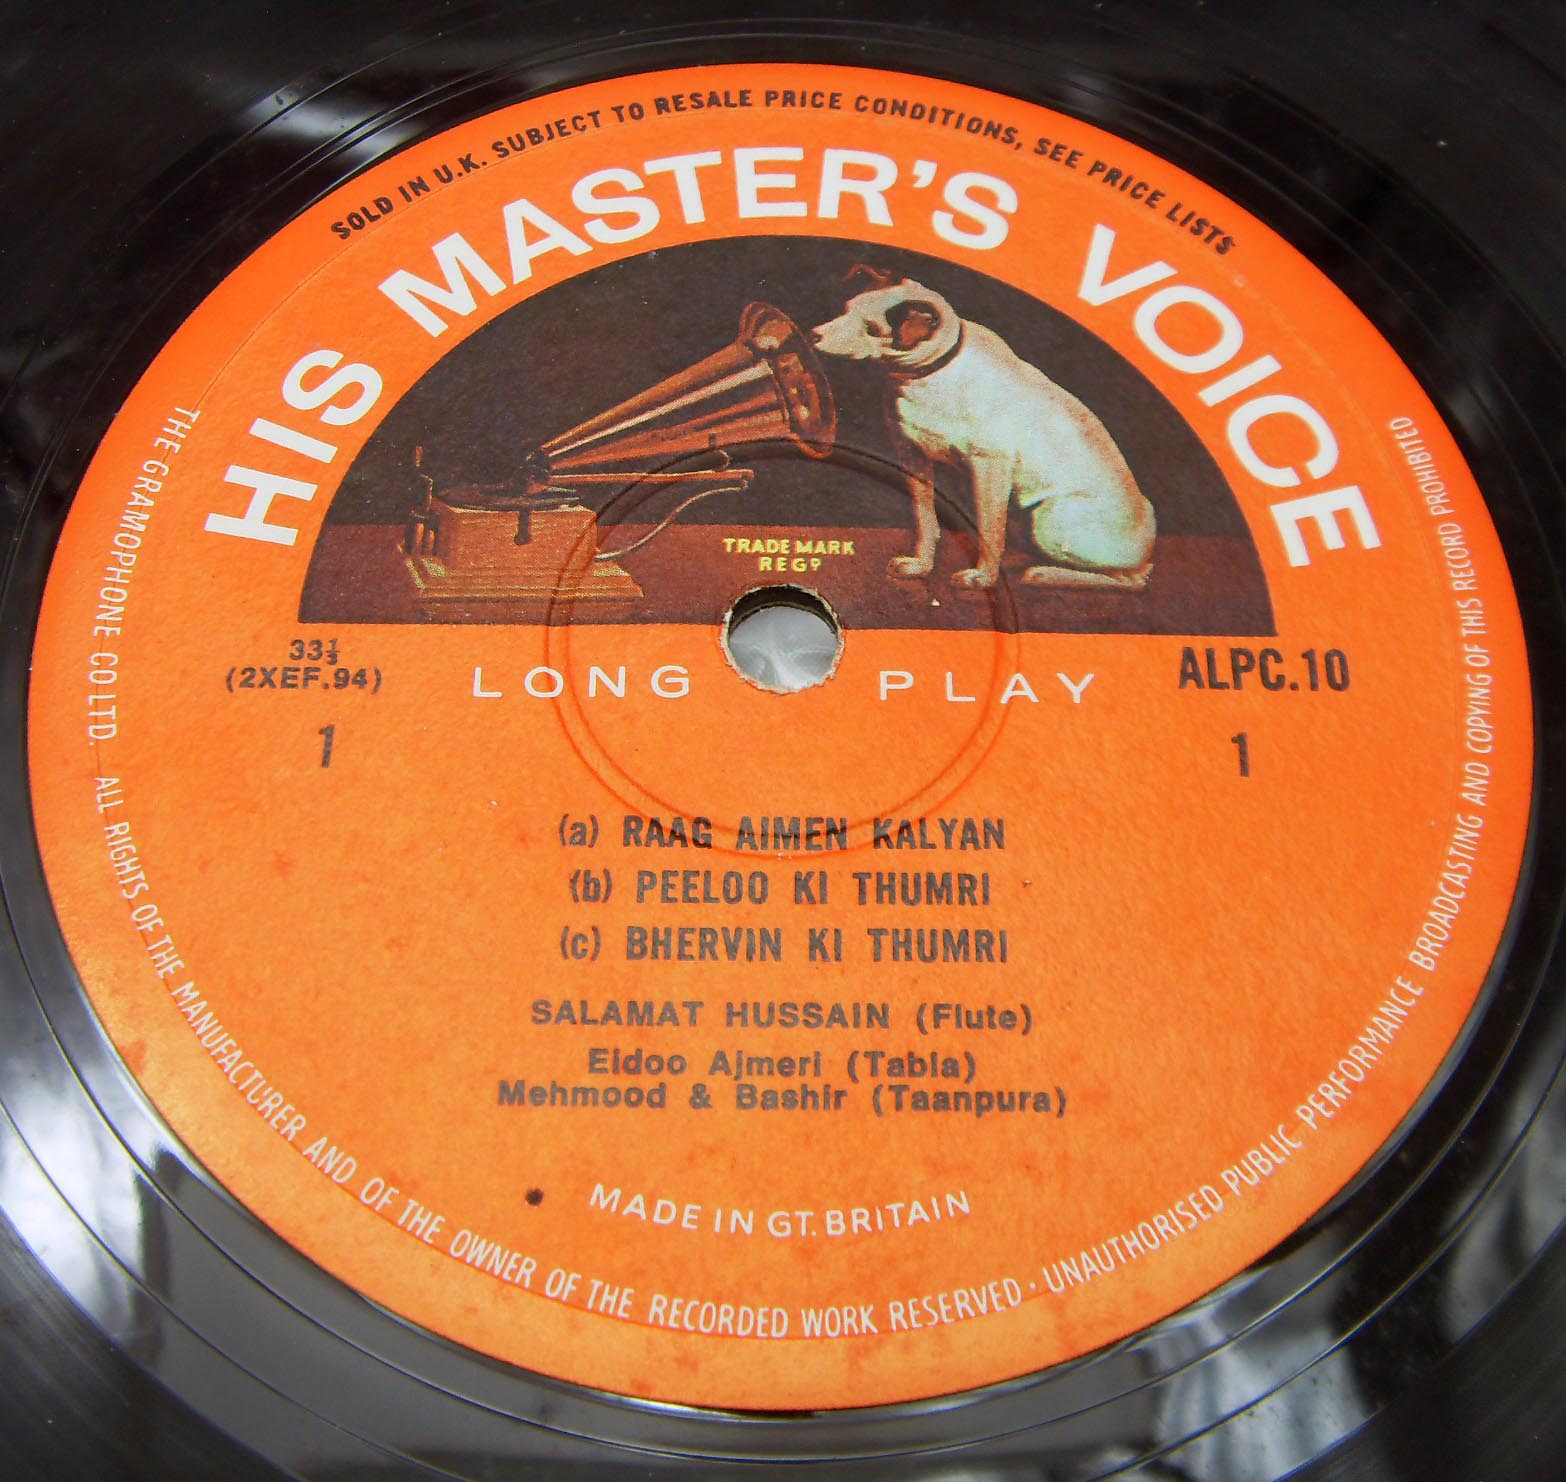 SOLD IN U.K. SUBJECT TO RESALE PRICE CONDITIONS, SEE PRICE LISTS
HIS MASTER'S VOICE
TRADE MARK
REGD
33⅓
(2XEF.94)
LONG PLAY
ALPC.10
1
1
(a) RAAG AIMEN KALYAN
(b) PEELOO KI THUMRI
(c) BHERVIN KI THUMRI
SALAMAT HUSSAIN (Flute)
Eidoo Ajmeri (Tabla)
Mehmood & Bashir (Taanpura)
MADE IN GT. BRITAIN
THE GRAMOPHONE CO LTD. ALL RIGHTS OF THE MANUFACTURER AND OF THE OWNER OF THE RECORDED WORK RESERVED · UNAUTHORISED PUBLIC PERFORMANCE BROADCASTING AND COPYING OF THIS RECORD PROHIBITED